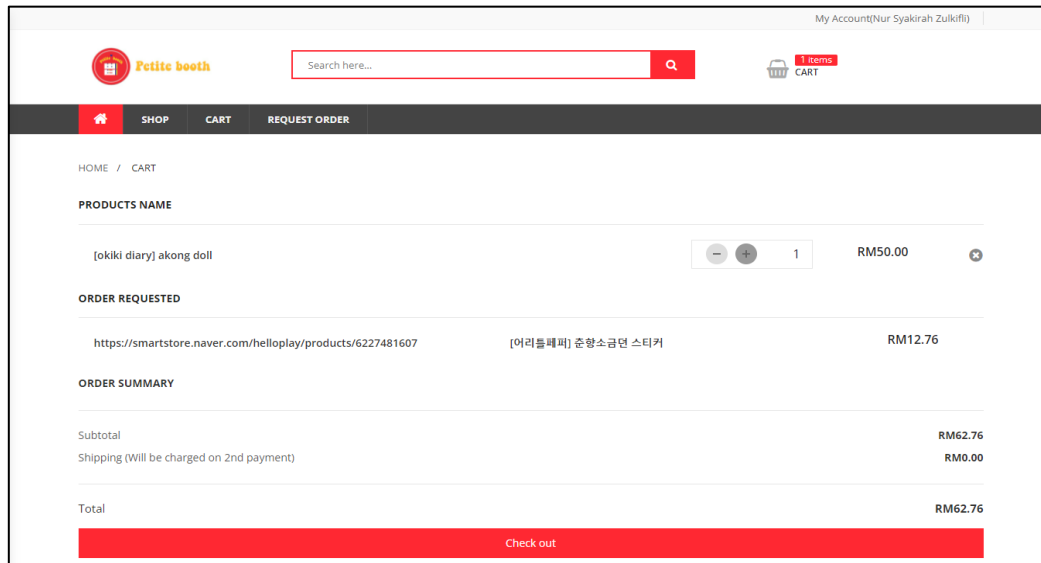 My Account(Nur Syakirah Zulkifli)
Petite booth
Search here...
1 items
CART
SHOP CART REQUEST ORDER
HOME / CART
PRODUCTS NAME
[okiki diary] akong doll 1 RM50.00
ORDER REQUESTED
https://smartstore.naver.com/helloplay/products/6227481607 [어리틀페퍼] 춘향소금던 스티커 RM12.76
ORDER SUMMARY
Subtotal RM62.76
Shipping (Will be charged on 2nd payment) RM0.00
Total RM62.76
Check out